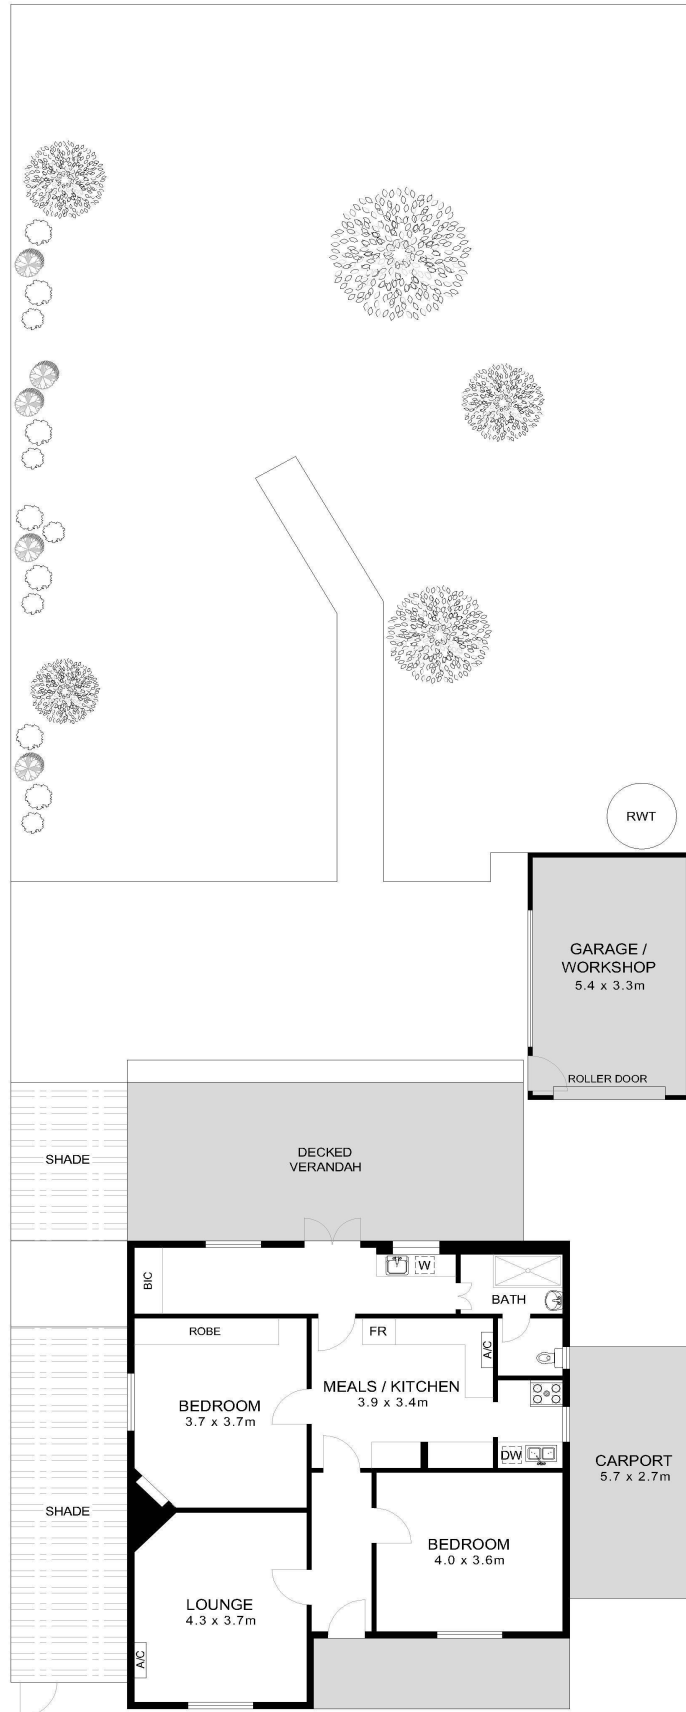 RWT
GARAGE /
WORKSHOP
5.4 x 3.3m
ROLLER DOOR
SHADE
DECKED
VERANDAH
BIC
W
BATH
ROBE
FR
A/C
MEALS / KITCHEN
3.9 x 3.4m
BEDROOM
3.7 x 3.7m
DW
CARPORT
5.7 x 2.7m
SHADE
BEDROOM
4.0 x 3.6m
LOUNGE
4.3 x 3.7m
A/C